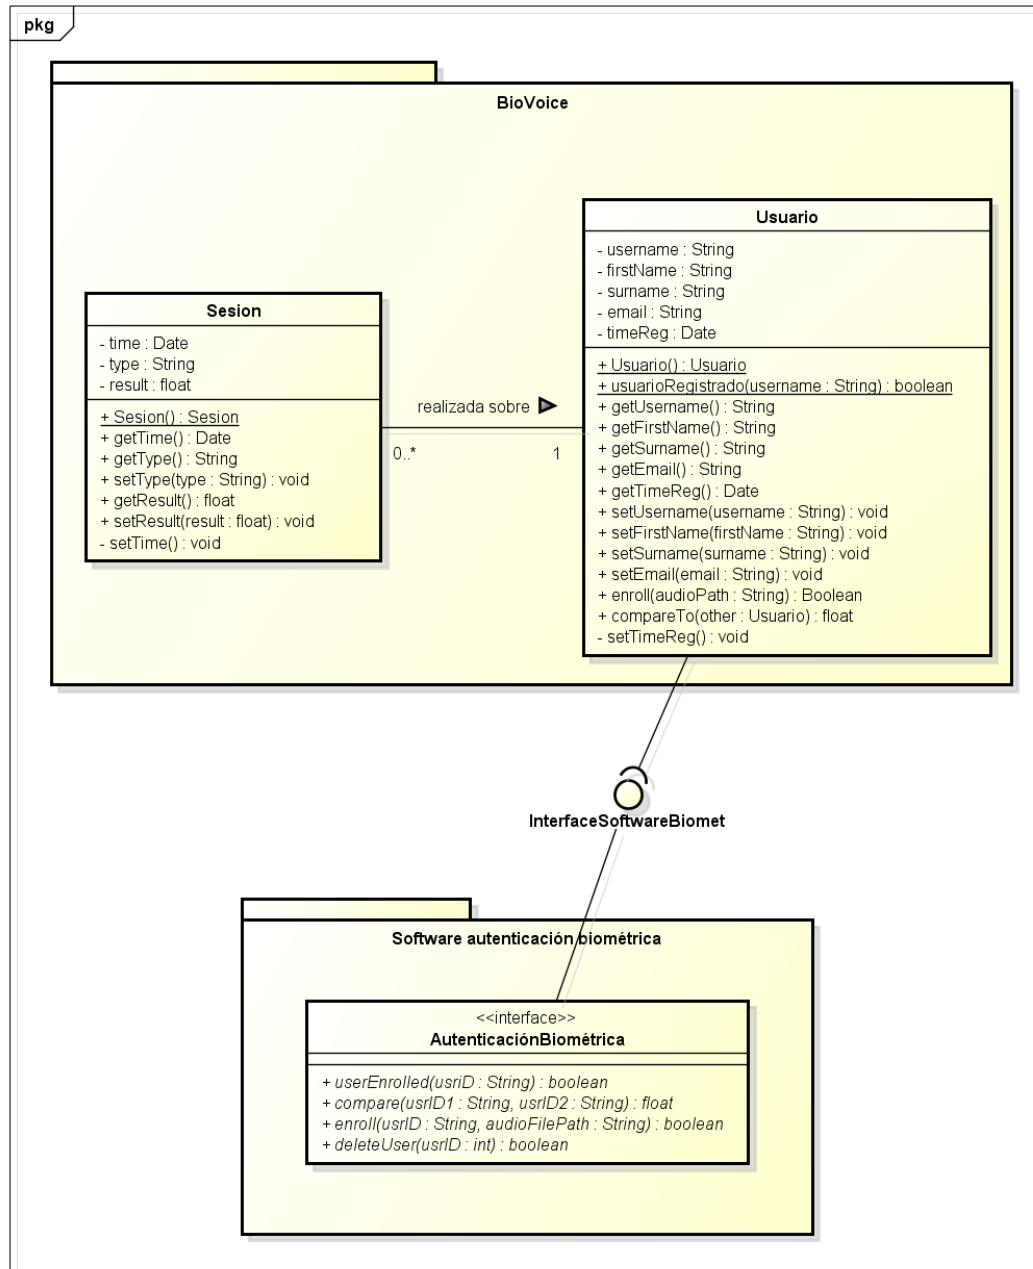 pkg
BioVoice
Usuario
- username : String
- firstName : String
- surname : String
- email : String
- timeReg : Date
+ Usuario() : Usuario
+ usuarioRegistrado(username : String) : boolean
+ getUsername() : String
+ getFirstName() : String
+ getSurname() : String
+ getEmail() : String
+ getTimeReg() : Date
+ setUsername(username : String) : void
+ setFirstName(firstName : String) : void
+ setSurname(surname : String) : void
+ setEmail(email : String) : void
+ enroll(audioPath : String) : Boolean
+ compareTo(other : Usuario) : float
- setTimeReg() : void
Sesion
- time : Date
- type : String
- result : float
+ Sesion() : Sesion
+ getTime() : Date
+ getType() : String
+ setType(type : String) : void
+ getResult() : float
+ setResult(result : float) : void
- setTime() : void
realizada sobre
0..*
1
InterfaceSoftwareBiomet
Software autenticación biométrica
<<interface>>
AutenticaciónBiométrica
+ userEnrolled(usriD : String) : boolean
+ compare(usrID1 : String, usrID2 : String) : float
+ enroll(usrID : String, audioFilePath : String) : boolean
+ deleteUser(usrID : int) : boolean